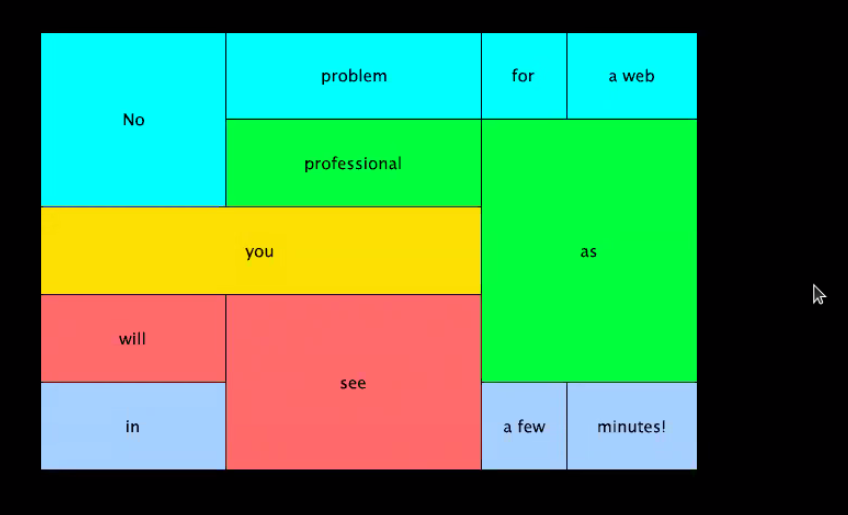 No problem for a web
professional as
you
will see
in a few minutes!